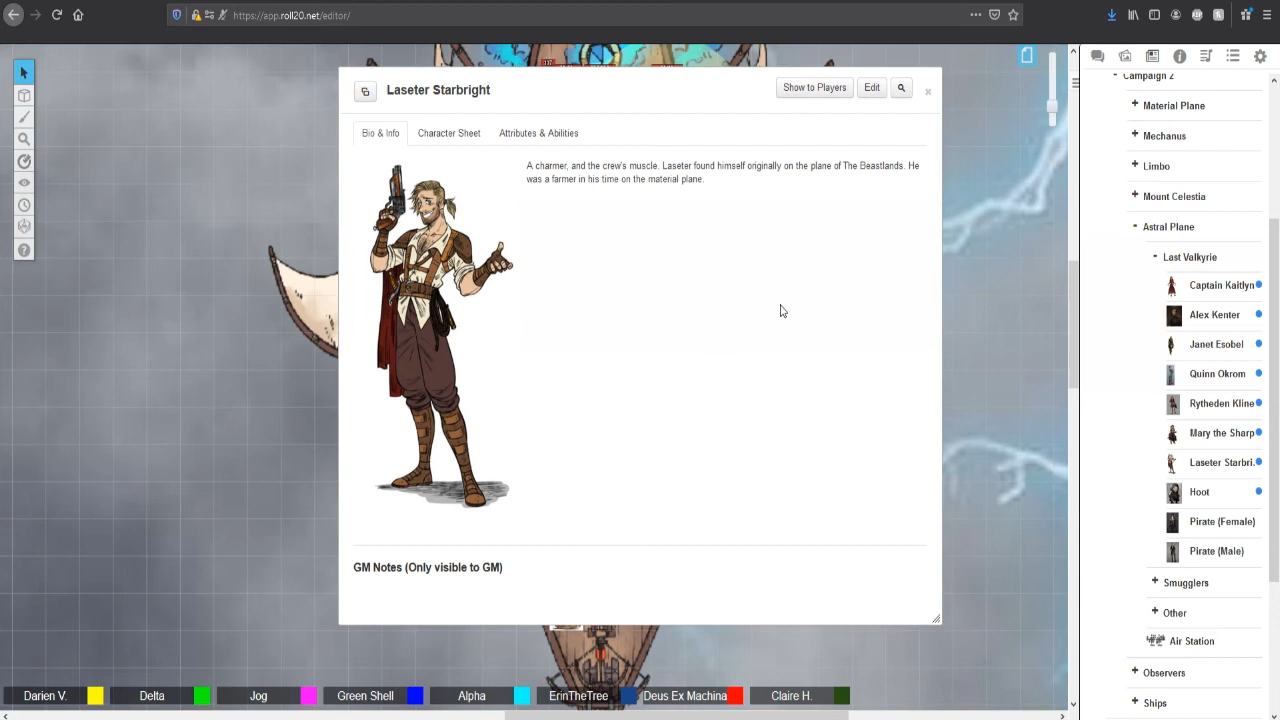 https://app.roll20.net/editor/
Laseter Starbright
Show to Players
Edit
Bio & Info
Character Sheet
Attributes & Abilities
A charmer, and the crew's muscle. Laseter found himself originally on the plane of The Beastlands. He
was a farmer in his time on the material plane.
GM Notes (Only visible to GM)
Campaign 2
Material Plane
Mechanus
Limbo
Mount Celestia
Astral Plane
Last Valkyrie
Captain Kaitlyn
Alex Kenter
Janet Esobel
Quinn Okrom
Rytheden Kline
Mary the Sharp
Laseter Starbri.
Hoot
Pirate (Female)
Pirate (Male)
Smugglers
Other
Air Station
Observers
Ships
Darien V.
Delta
Jog
Green Shell
Alpha
ErinTheTree
Deus Ex Machina
Claire H.